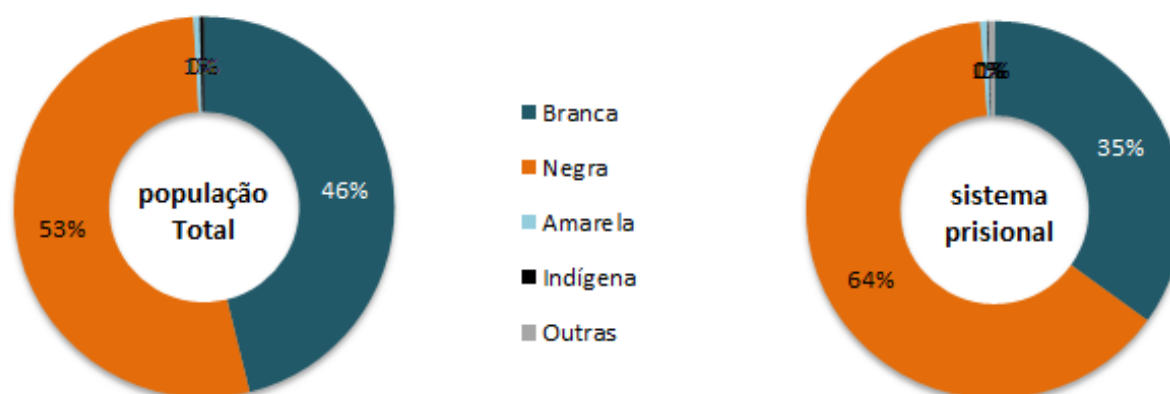 53%
população
Total
46%
Branca
Negra
Amarela
Indígena
Outras
64%
sistema
prisional
35%